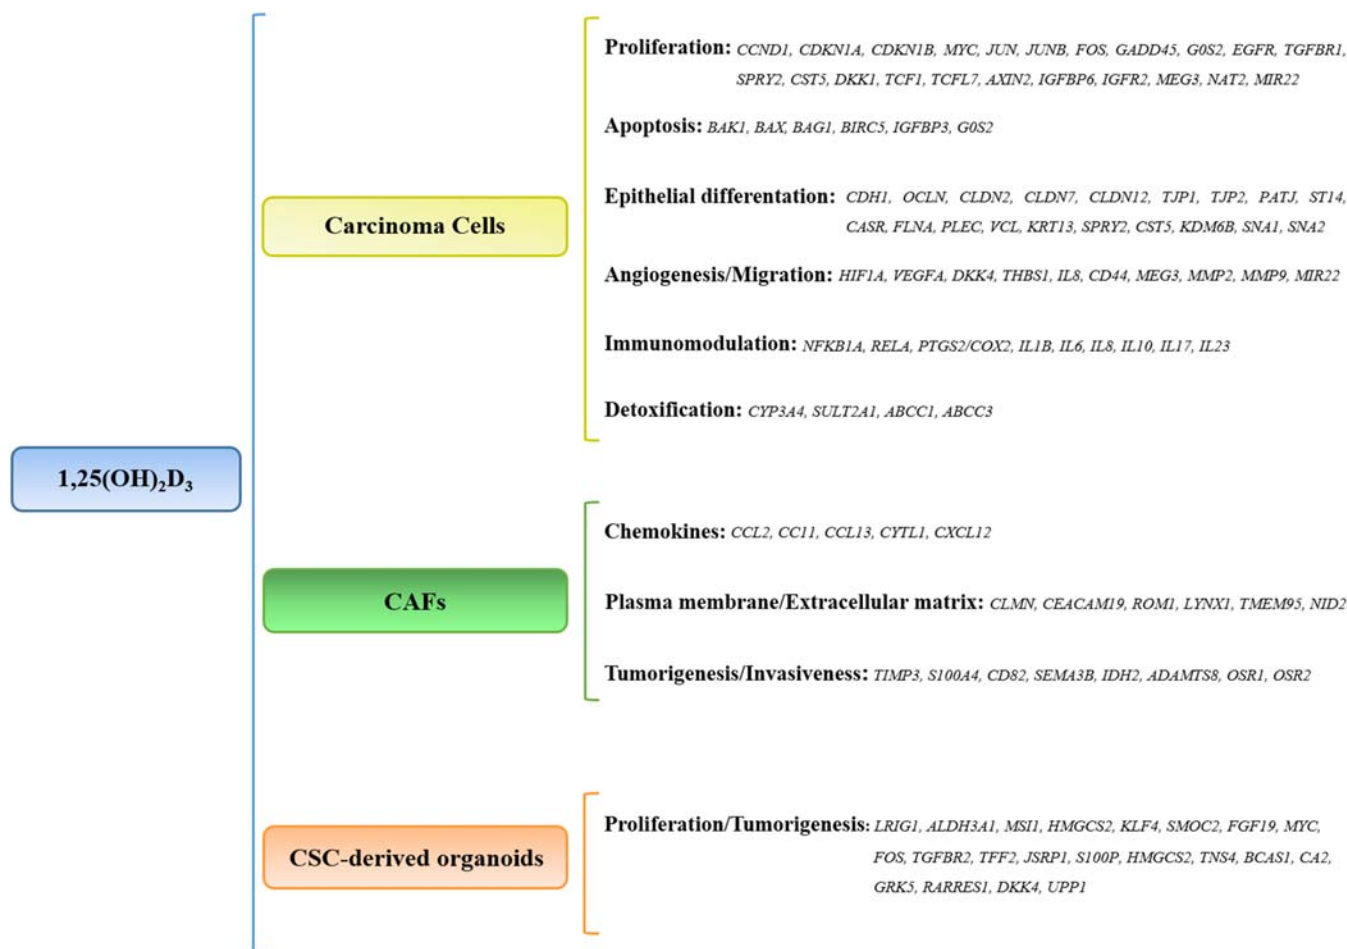 Proliferation: CCND1, CDKN1A, CDKN1B, MYC, JUN, JUNB, FOS, GADD45, G0S2, EGFR, TGFBR1,
SPRY2, CST5, DKK1, TCF1, TCFL7, AXIN2, IGFBP6, IGFR2, MEG3, NAT2, MIR22
Apoptosis: BAK1, BAX, BAG1, BIRC5, IGFBP3, G0S2
Epithelial differentation: CDH1, OCLN, CLDN2, CLDN7, CLDN12, TJP1, TJP2, PATJ, ST14,
CASR, FLNA, PLEC, VCL, KRT13, SPRY2, CST5, KDM6B, SNA1, SNA2
Carcinoma Cells
Angiogenesis/Migration: HIF1A, VEGFA, DKK4, THBS1, IL8, CD44, MEG3, MMP2, MMP9, MIR22
Immunomodulation: NFKB1A, RELA, PTGS2/COX2, IL1B, IL6, IL8, IL10, IL17, IL23
Detoxification: CYP3A4, SULT2A1, ABCC1, ABCC3
1,25(OH)₂D₃
Chemokines: CCL2, CC11, CCL13, CYTL1, CXCL12
CAFs
Plasma membrane/Extracellular matrix: CLMN, CEACAM19, ROM1, LYNX1, TMEM95, NID2
Tumorigenesis/Invasiveness: TIMP3, S100A4, CD82, SEMA3B, IDH2, ADAMTS8, OSR1, OSR2
CSC-derived organoids
Proliferation/Tumorigenesis: LRIG1, ALDH3A1, MSI1, HMGCS2, KLF4, SMOC2, FGF19, MYC,
FOS, TGFBR2, TFF2, JSRP1, S100P, HMGCS2, TNS4, BCAS1, CA2,
GRK5, RARRES1, DKK4, UPP1